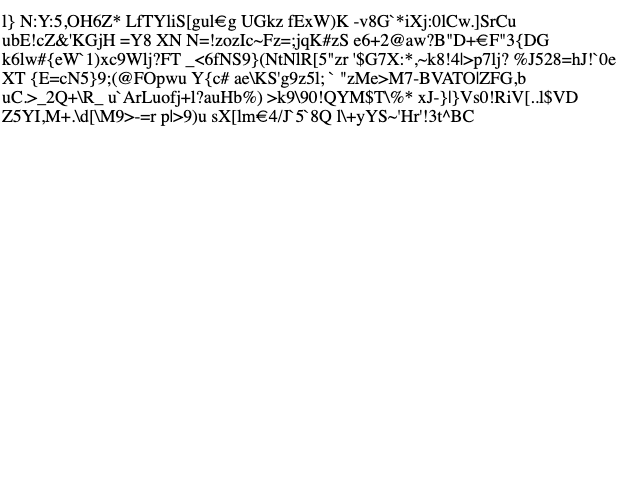 l} N:Y:5,OH6Z* LfTYliS[gul€g UGkz fExW)K -v8G`*iXj:0lCw.]SrCu
ubE!cZ&'KGjH =Y8 XN N=!zozIc~Fz=;jqK#zS e6+2@aw?B"D+€F"3{DG
k6lw#{eW`1)xc9Wlj?FT _<6fNS9}(NtNlR[5"zr '$G7X:*,~k8!4l>p7lj? %J528=hJ!`0e
XT {E=cN5}9;(@FOpwu Y{c# ae\KS'g9z5l; ` "zMe>M7-BVATO|ZFG,b
uC.>_2Q+\R_ u`ArLuofj+l?auHb%) >k9\90!QYM$T\%* xJ-}|}Vs0!RiV[..l$VD
Z5YI,M+.\d[\M9>-=r p|>9)u sX[lm€4/J`5`8Q l\+yYS~'Hr'!3t^BC